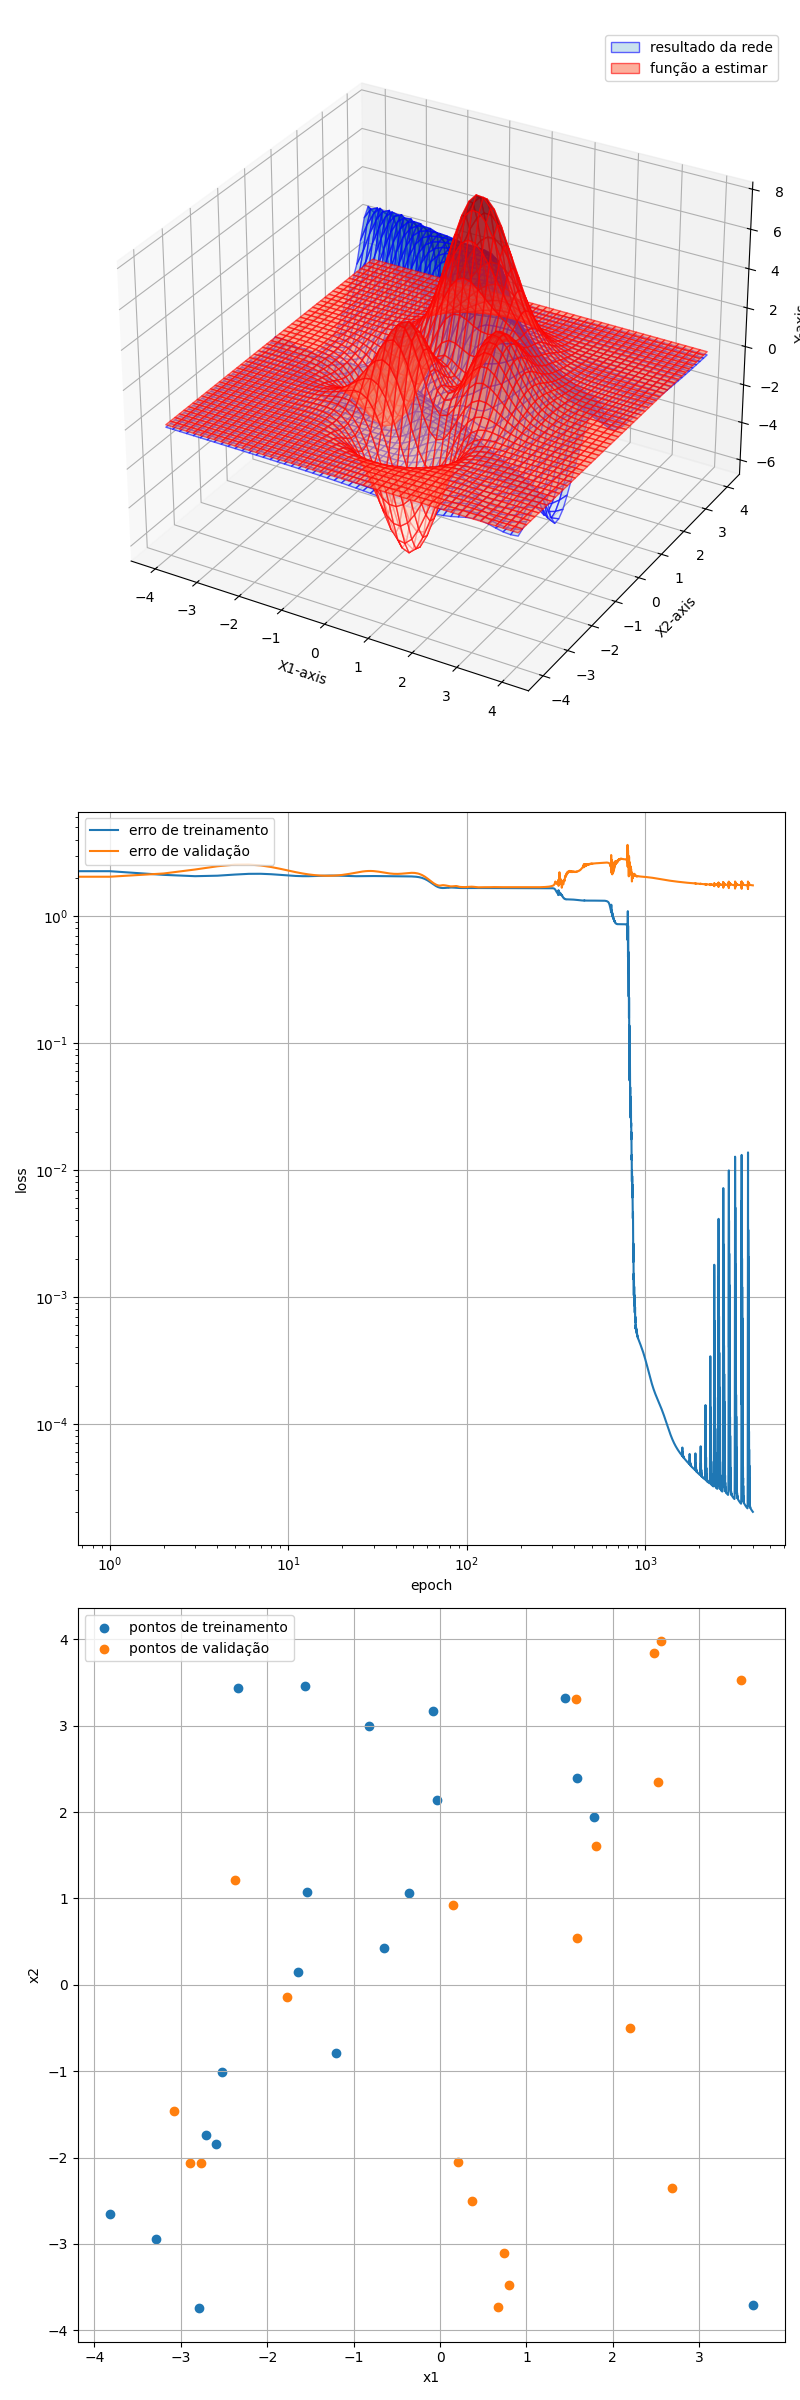 resultado da rede
função a estimar
8
6
4
2
0
−2
−4
−6
Y-axis
−4
−3
−2
−1
0
1
2
3
4
X1-axis
−4
−3
−2
−1
0
1
2
3
4
X2-axis
erro de treinamento
erro de validação
10⁰
10⁻¹
10⁻²
10⁻³
10⁻⁴
loss
10⁰ 10¹ 10² 10³
epoch
pontos de treinamento
pontos de validação
4
3
2
1
0
−1
−2
−3
−4
x2
−4 −3 −2 −1 0 1 2 3
x1